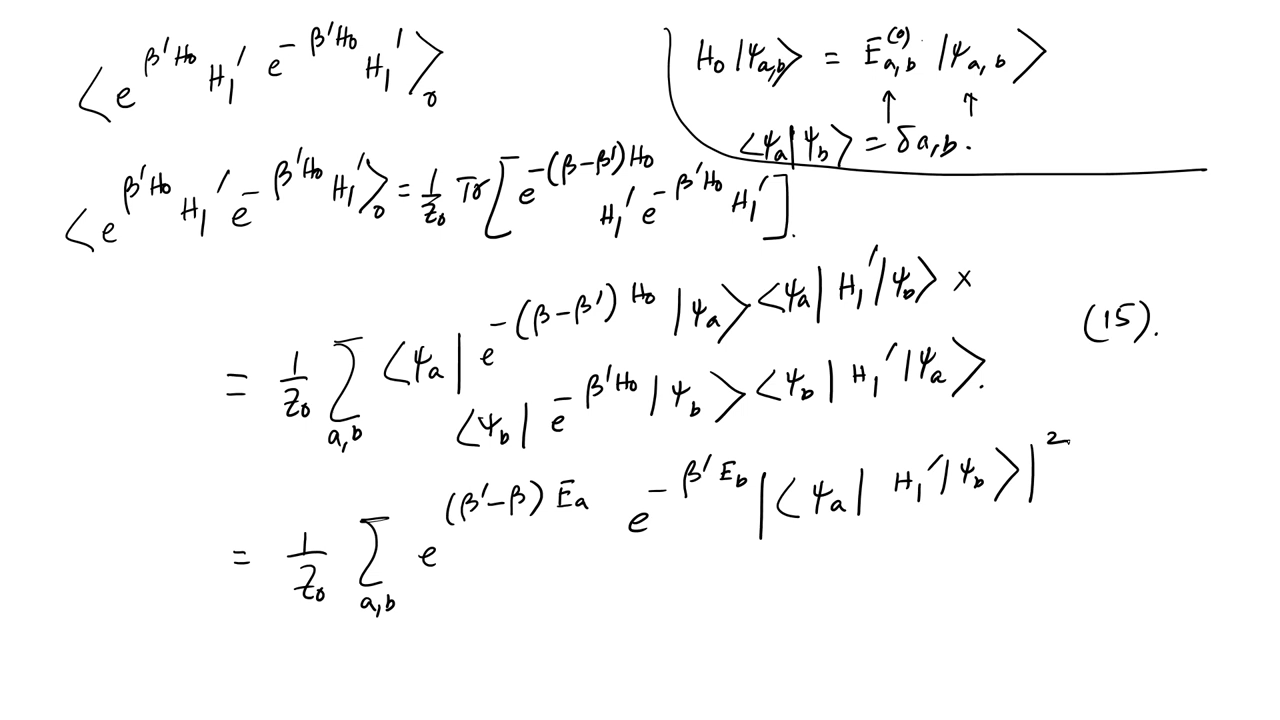 ⟨e^{β'H₀} H₁' e^{-β'H₀} H₁'⟩₀
H₀|ψ_{a,b}⟩ = E_{a,b}^{(0)} |ψ_{a,b}⟩
↑ ↑
⟨ψ_a|ψ_b⟩ = δ_{a,b}.
⟨e^{β'H₀} H₁' e^{-β'H₀} H₁'⟩₀ = 1/Z₀ Tr[e^{-(β-β')H₀}
H₁' e^{-β'H₀} H₁'].
= 1/Z₀ Σ_{a,b} ⟨ψ_a| e^{-(β-β')H₀} |ψ_a⟩⟨ψ_a| H₁' |ψ_b⟩ ×
(15).
⟨ψ_b| e^{-β'H₀} |ψ_b⟩⟨ψ_b| H₁' |ψ_a⟩.
= 1/Z₀ Σ_{a,b} e^{(β'-β)E_a} e^{-β'E_b} |⟨ψ_a| H₁' |ψ_b⟩|²